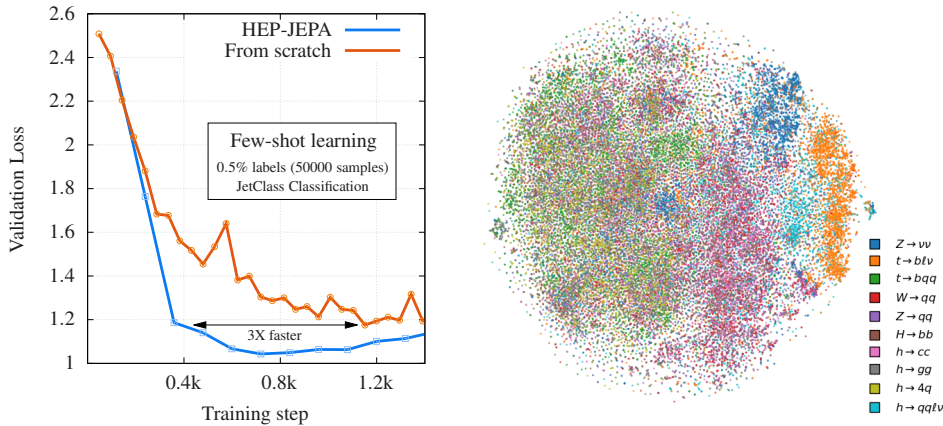 2.6
2.4
2.2
2
1.8
1.6
1.4
1.2
1
Validation Loss
HEP-JEPA
From scratch
Few-shot learning
0.5% labels (50000 samples)
JetClass Classification
3X faster
0.4k
0.8k
1.2k
Training step
Z → νν
t → bℓν
t → bqq
W → qq
Z → qq
H → bb
h → cc
h → gg
h → 4q
h → qqℓν